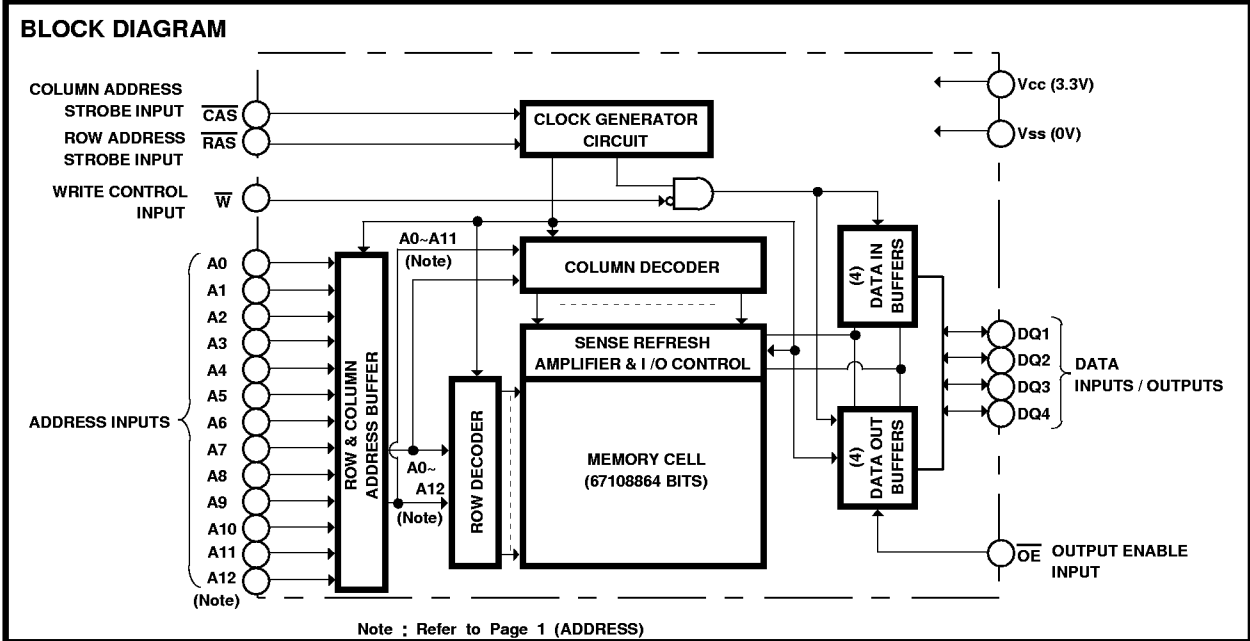 BLOCK DIAGRAM
COLUMN ADDRESS
STROBE INPUT
CAS
ROW ADDRESS
STROBE INPUT
RAS
WRITE CONTROL
INPUT
W
CLOCK GENERATOR
CIRCUIT
Vcc (3.3V)
Vss (0V)
ADDRESS INPUTS
A0
A1
A2
A3
A4
A5
A6
A7
A8
A9
A10
A11
A12
(Note)
ROW & COLUMN
ADDRESS BUFFER
A0~A11
(Note)
A0~
A12
(Note)
ROW DECODER
COLUMN DECODER
SENSE REFRESH
AMPLIFIER & I /O CONTROL
MEMORY CELL
(67108864 BITS)
(4)
DATA IN
BUFFERS
(4)
DATA OUT
BUFFERS
DQ1
DQ2
DQ3
DQ4
DATA
INPUTS / OUTPUTS
OE
OUTPUT ENABLE
INPUT
Note : Refer to Page 1 (ADDRESS)